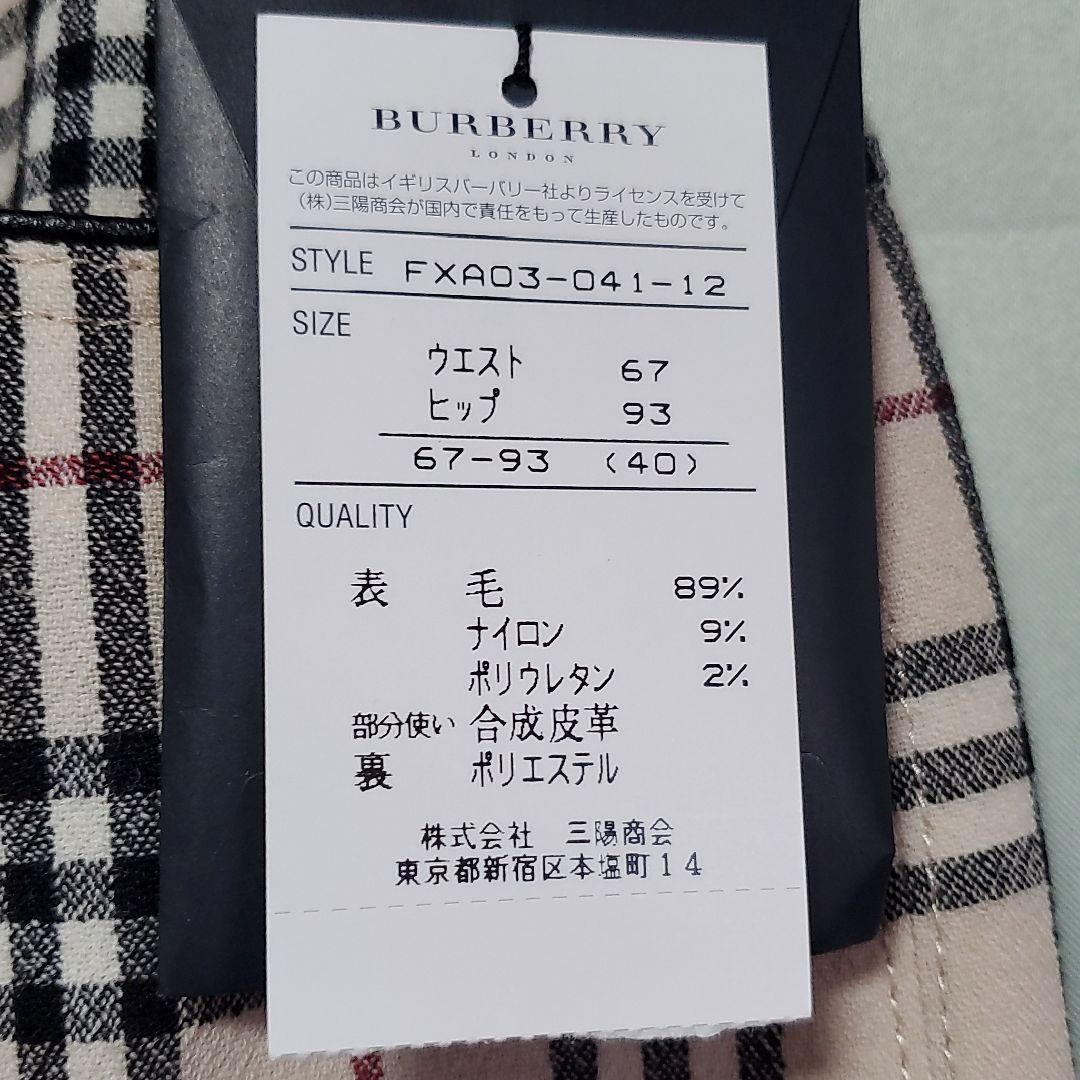 BURBERRY
LONDON
この商品はイギリスバーバリー社よりライセンスを受けて
(株)三陽商会が国内で責任をもって生産したものです。
STYLE FXA03-041-12
SIZE
ウエスト 67
ヒップ 93
67-93 (40)
QUALITY
表 毛 89%
ナイロン 9%
ポリウレタン 2%
部分使い 合成皮革
裏 ポリエステル
株式会社 三陽商会
東京都新宿区本塩町14